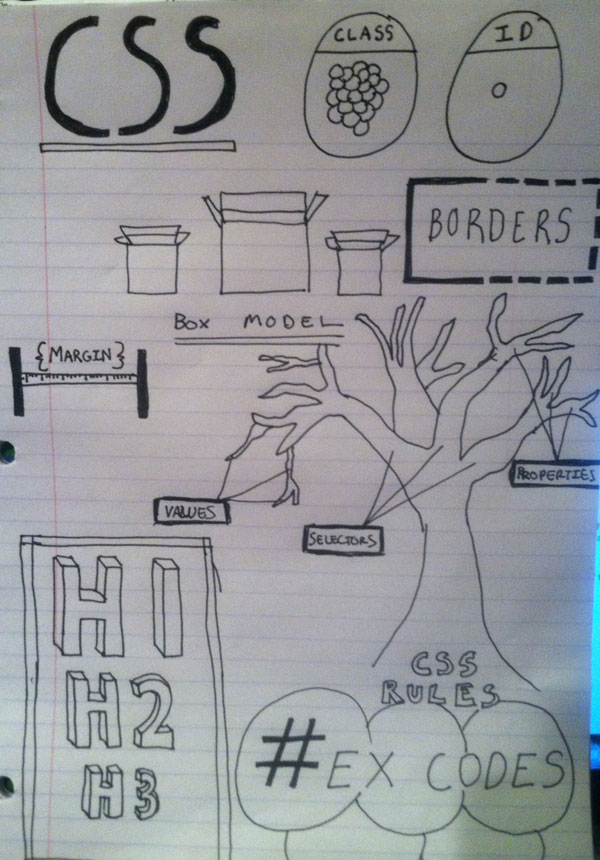 CSS
CLASS
ID
BORDERS
BOX MODEL
{MARGIN}
PROPERTIES
VALUES
SELECTORS
H1
H2
H3
CSS
RULES
#EX CODES